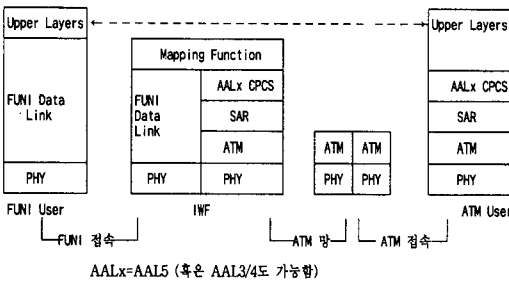 Upper Layers
Upper Layers
Mapping Function
FUNI Data
Link
FUNI
Data
Link
AALx CPCS
SAR
ATM
ATM
ATM
AALx CPCS
SAR
ATM
PHY
PHY
PHY
PHY
PHY
PHY
FUNI User
IWF
ATM User
FUNI 접속
ATM 망
ATM 접속
AALx=AAL5 (혹은 AAL3/4도 가능함)